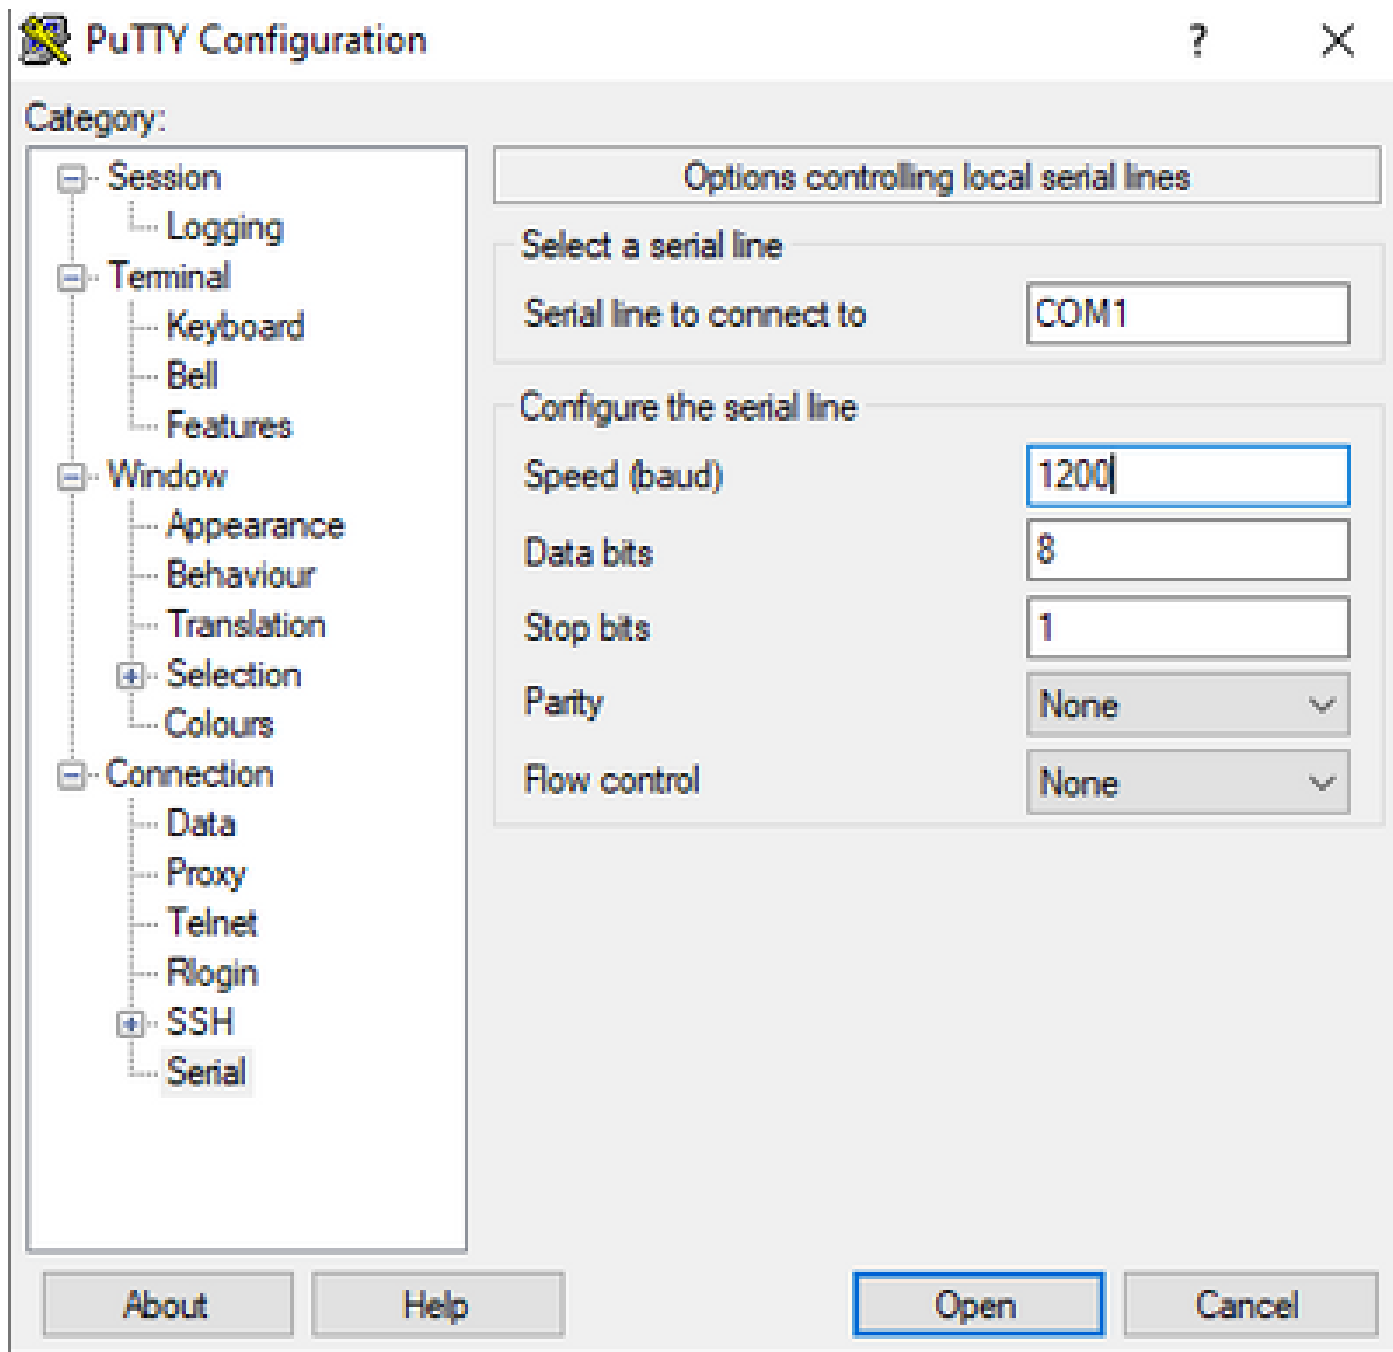 PuTTY Configuration
?
Category:
Session
Logging
Terminal
Keyboard
Bell
Features
Window
Appearance
Behaviour
Translation
Selection
Colours
Connection
Data
Proxy
Telnet
Rlogin
SSH
Serial
Options controlling local serial lines
Select a serial line
Serial line to connect to COM1
Configure the serial line
Speed (baud) 1200
Data bits 8
Stop bits 1
Parity None
Flow control None
About Help Open Cancel